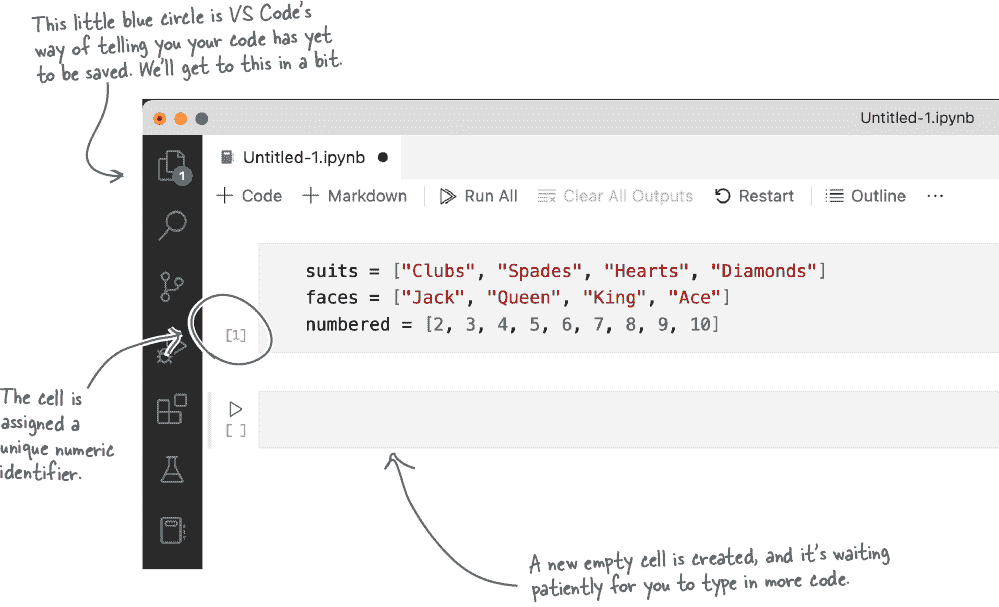 This little blue circle is VS Code's
way of telling you your code has yet
to be saved. We'll get to this in a bit.
Untitled-1.ipynb
1
Untitled-1.ipynb
Code
Markdown
Run All
Clear All Outputs
Restart
Outline
...
suits = ["Clubs", "Spades", "Hearts", "Diamonds"]
faces = ["Jack", "Queen", "King", "Ace"]
numbered = [2, 3, 4, 5, 6, 7, 8, 9, 10]
[1]
The cell is
assigned a
unique numeric
identifier.
[ ]
A new empty cell is created, and it's waiting
patiently for you to type in more code.